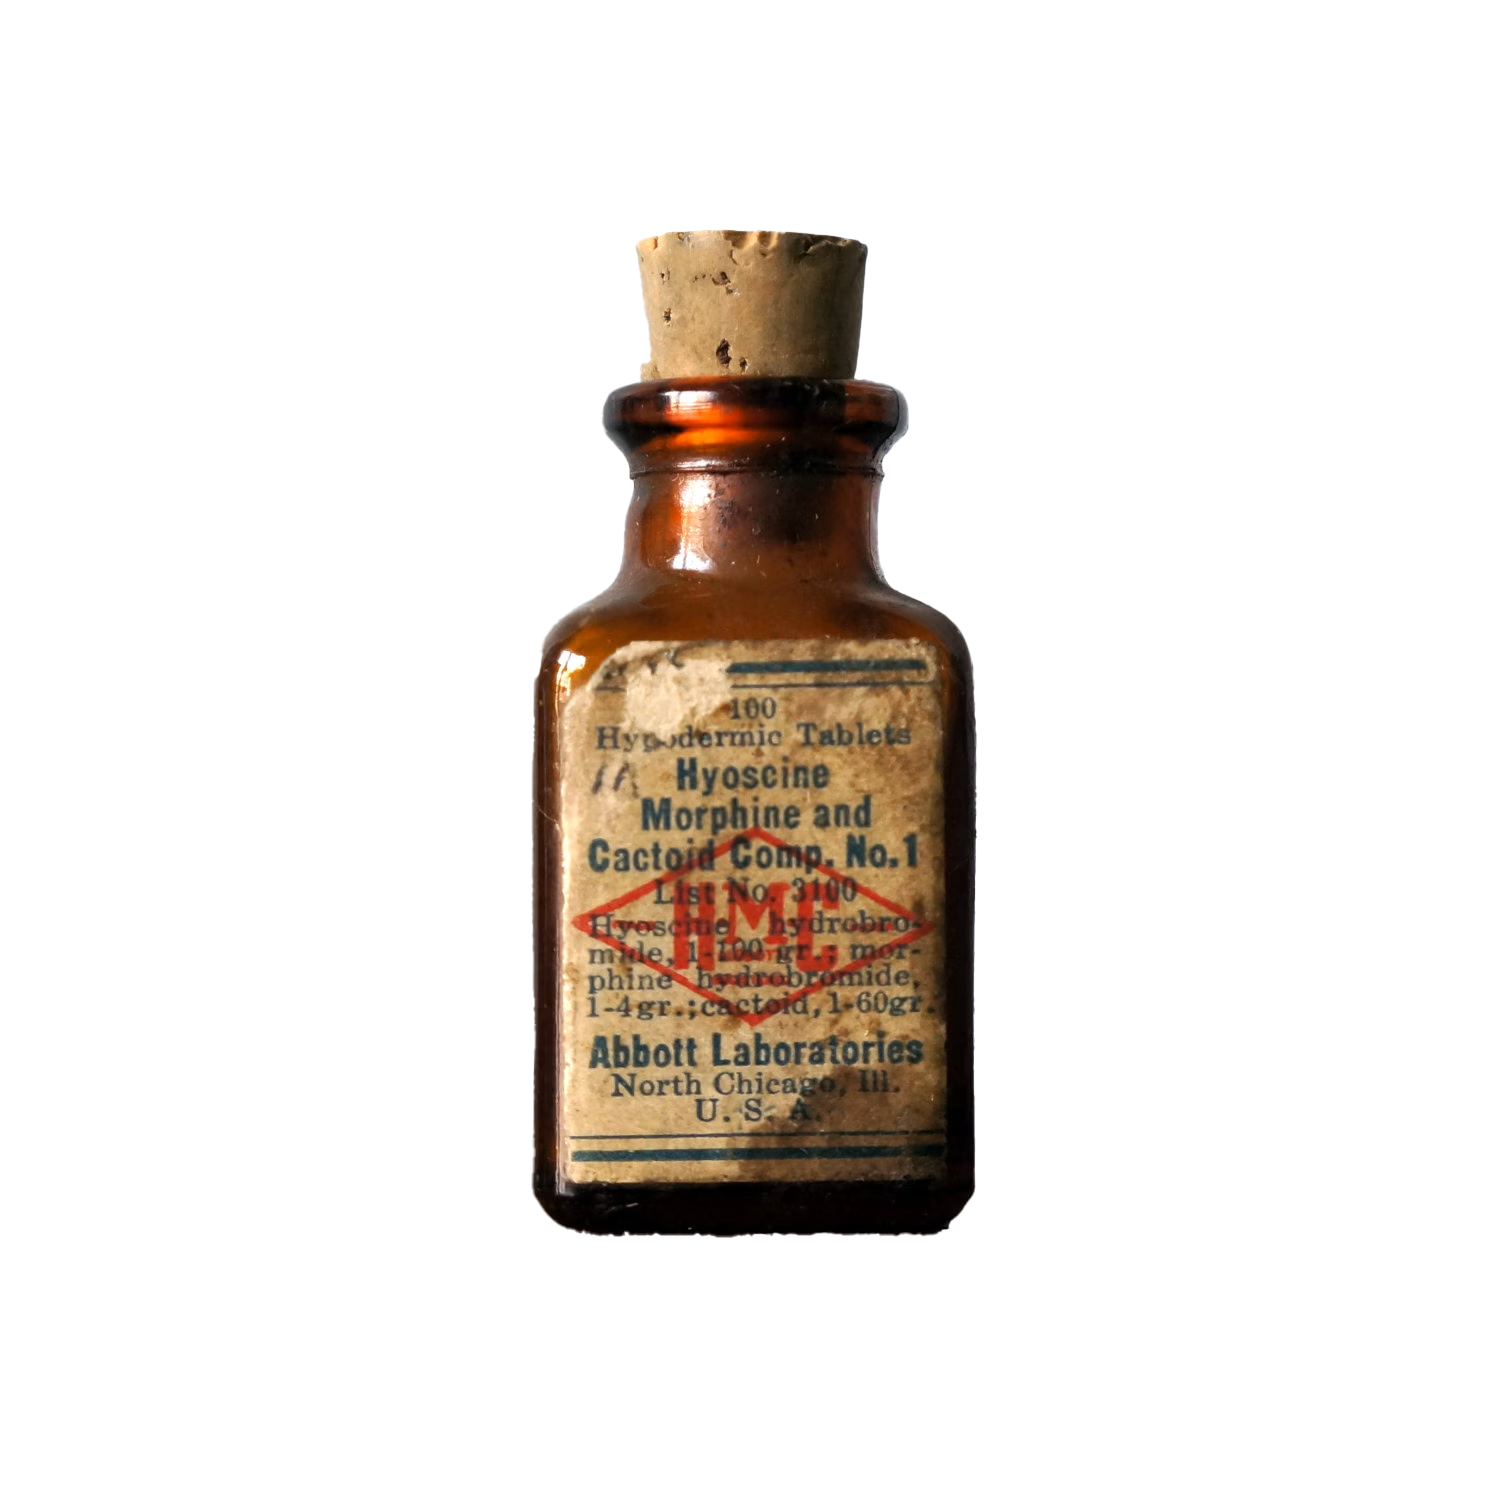 100
Hypodermic Tablets
Hyoscine
Morphine and
Cactoid Comp. No.1
List No. 3100
HMC
Hyoscine hydrobro-
mide, 1-100 gr.; mor-
phine hydrobromide,
1-4gr.;cactoid,1-60gr.
Abbott Laboratories
North Chicago, Ill.
U. S. A.